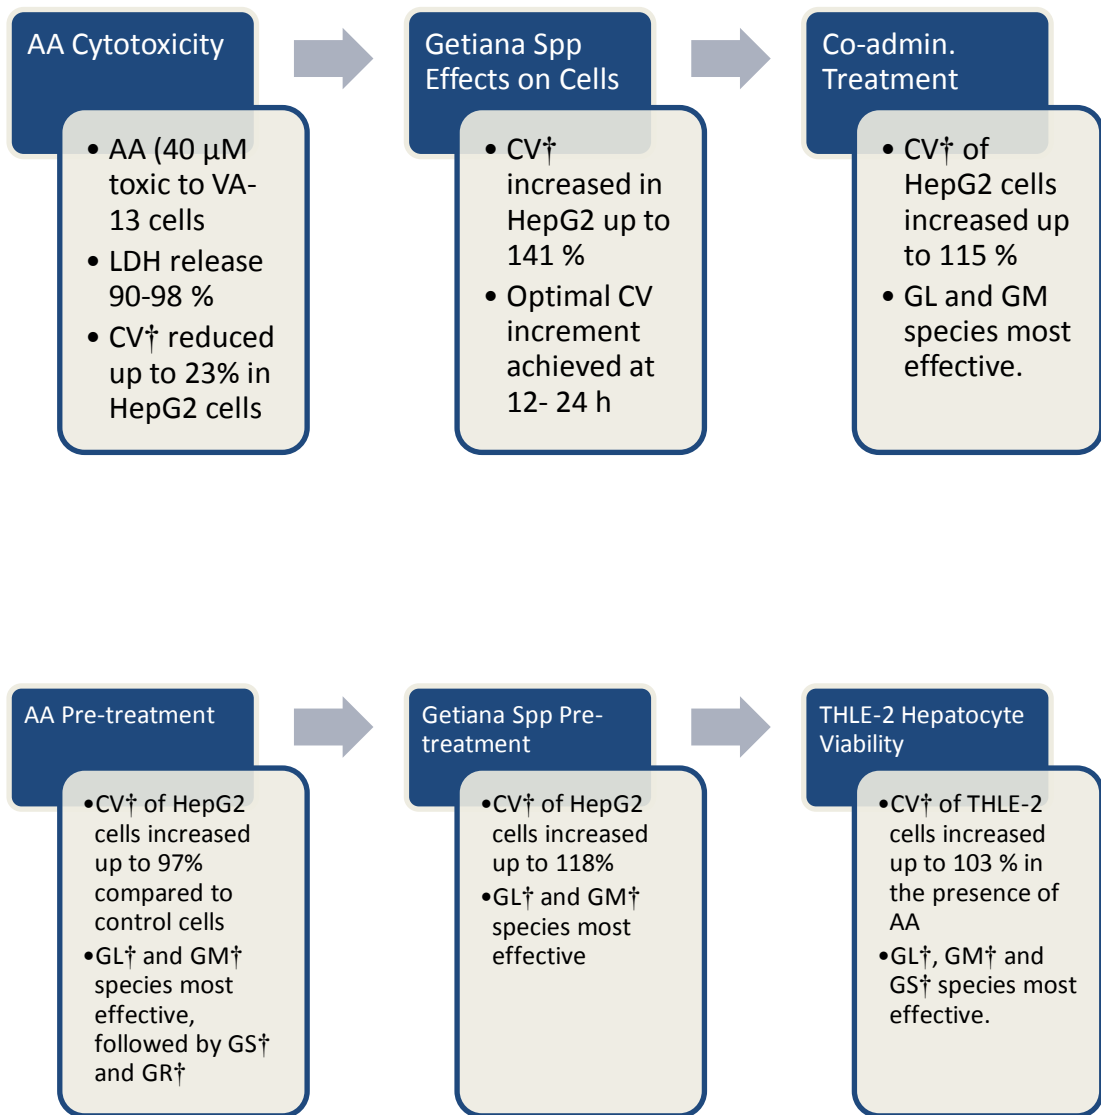 AA Cytotoxicity
• AA (40 µM
toxic to VA-
13 cells
• LDH release
90-98 %
• CV† reduced
up to 23% in
HepG2 cells
Getiana Spp
Effects on Cells
• CV†
increased in
HepG2 up to
141 %
• Optimal CV
increment
achieved at
12- 24 h
Co-admin.
Treatment
• CV† of
HepG2 cells
increased up
to 115 %
• GL and GM
species most
effective.
AA Pre-treatment
•CV† of HepG2
cells increased
up to 97%
compared to
control cells
•GL† and GM†
species most
effective,
followed by GS†
and GR†
Getiana Spp Pre-
treatment
•CV† of HepG2
cells increased
up to 118%
•GL† and GM†
species most
effective
THLE-2 Hepatocyte
Viability
•CV† of THLE-2
cells increased
up to 103 % in
the presence of
AA
•GL†, GM† and
GS† species most
effective.